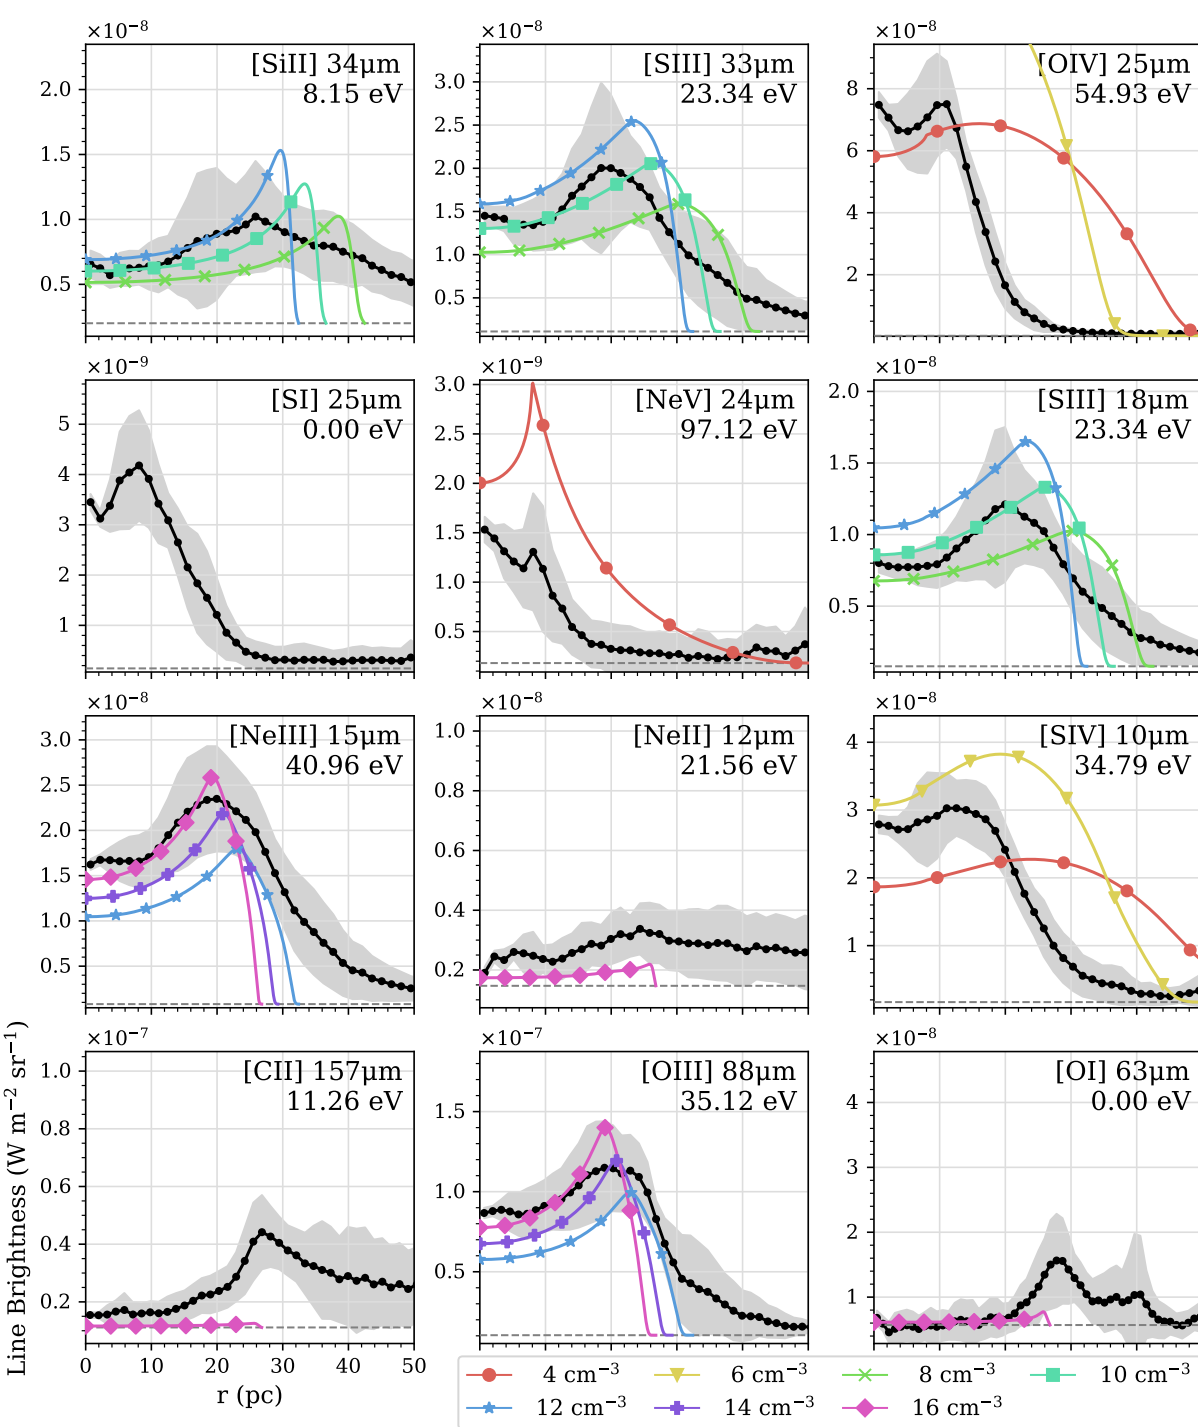 ×10⁻⁸
[SiII] 34μm
8.15 eV
2.0
1.5
1.0
0.5
×10⁻⁸
[SIII] 33μm
23.34 eV
3.0
2.5
2.0
1.5
1.0
0.5
×10⁻⁸
[OIV] 25μm
54.93 eV
8
6
4
2
×10⁻⁹
[SI] 25μm
0.00 eV
5
4
3
2
1
×10⁻⁹
[NeV] 24μm
97.12 eV
3.0
2.5
2.0
1.5
1.0
0.5
×10⁻⁸
[SIII] 18μm
23.34 eV
2.0
1.5
1.0
0.5
×10⁻⁸
[NeIII] 15μm
40.96 eV
3.0
2.5
2.0
1.5
1.0
0.5
×10⁻⁸
[NeII] 12μm
21.56 eV
1.0
0.8
0.6
0.4
0.2
×10⁻⁸
[SIV] 10μm
34.79 eV
4
3
2
1
×10⁻⁷
[CII] 157μm
11.26 eV
1.0
0.8
0.6
0.4
0.2
0 10 20 30 40 50
r (pc)
Line Brightness (W m⁻² sr⁻¹)
×10⁻⁷
[OIII] 88μm
35.12 eV
1.5
1.0
0.5
×10⁻⁸
[OI] 63μm
0.00 eV
4
3
2
1
4 cm⁻³ 6 cm⁻³ 8 cm⁻³ 10 cm⁻³
12 cm⁻³ 14 cm⁻³ 16 cm⁻³